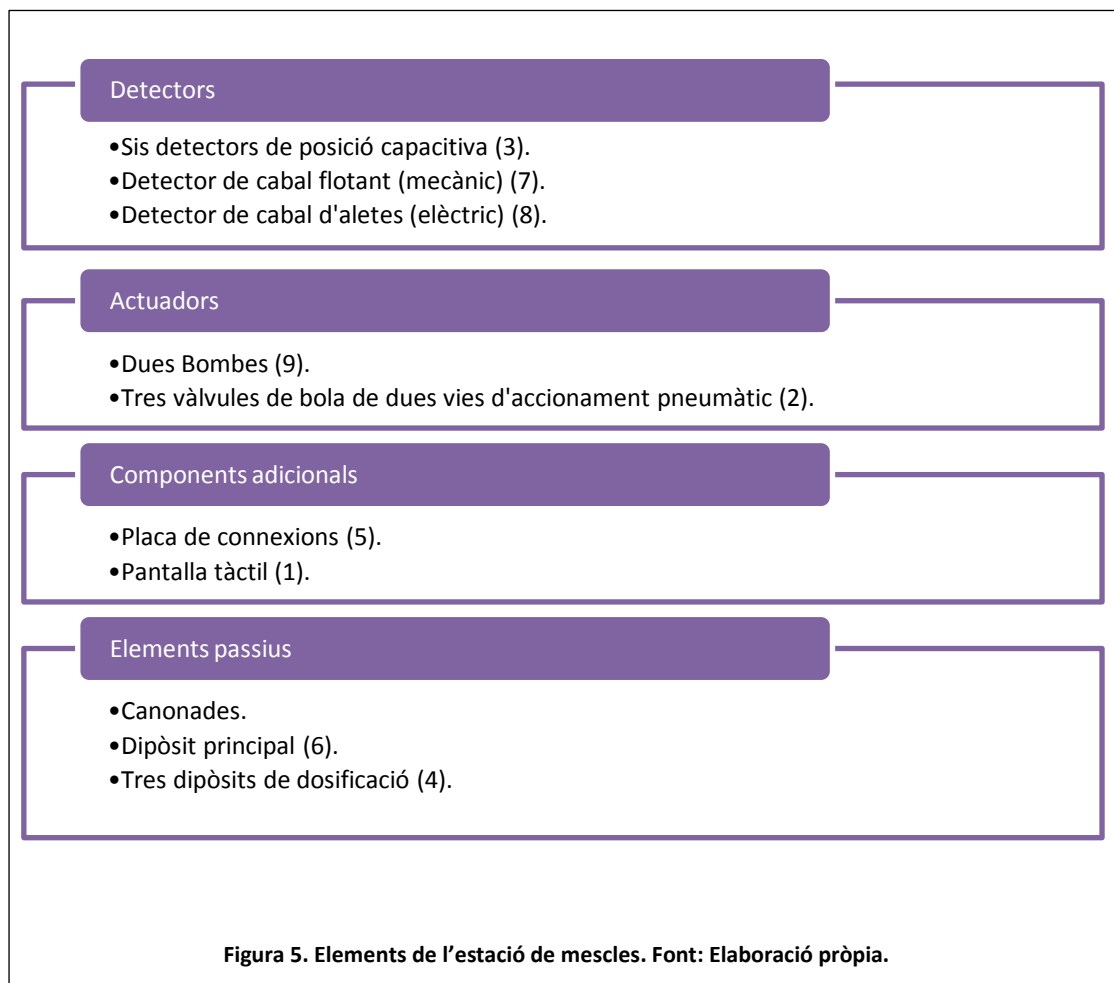 Detectors
•Sis detectors de posició capacitiva (3).
•Detector de cabal flotant (mecànic) (7).
•Detector de cabal d'aletes (elèctric) (8).
Actuadors
•Dues Bombes (9).
•Tres vàlvules de bola de dues vies d'accionament pneumàtic (2).
Components adicionals
•Placa de connexions (5).
•Pantalla tàctil (1).
Elements passius
•Canonades.
•Dipòsit principal (6).
•Tres dipòsits de dosificació (4).
Figura 5. Elements de l’estació de mescles. Font: Elaboració pròpia.